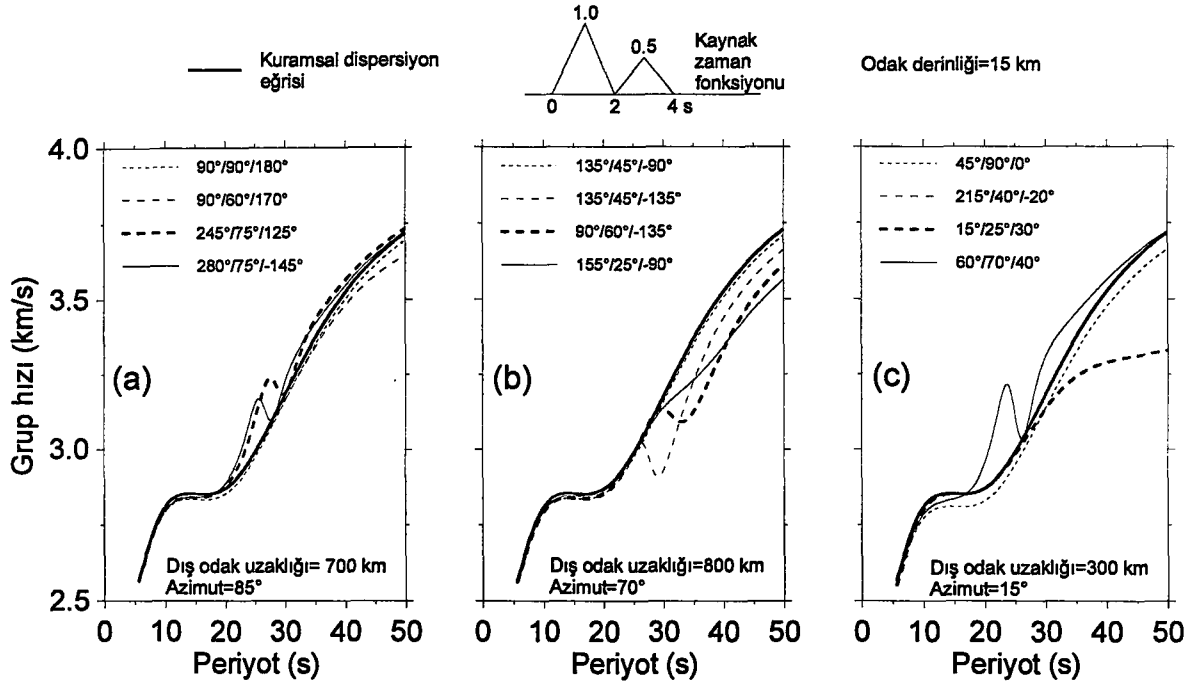 Kuramsal dispersiyon
eğrisi
1.0
0.5
0 2 4 s
Kaynak
zaman
fonksiyonu
Odak derinliği=15 km
Grup hızı (km/s)
4.0
3.5
3.0
2.5
90°/90°/180°
90°/60°/170°
245°/75°/125°
280°/75°/-145°
(a)
Dış odak uzaklığı= 700 km
Azimut=85°
0 10 20 30 40 50
Periyot (s)
135°/45°/-90°
135°/45°/-135°
90°/60°/-135°
155°/25°/-90°
(b)
Dış odak uzaklığı=800 km
Azimut=70°
0 10 20 30 40 50
Periyot (s)
45°/90°/0°
215°/40°/-20°
15°/25°/30°
60°/70°/40°
(c)
Dış odak uzaklığı=300 km
Azimut=15°
0 10 20 30 40 50
Periyot (s)